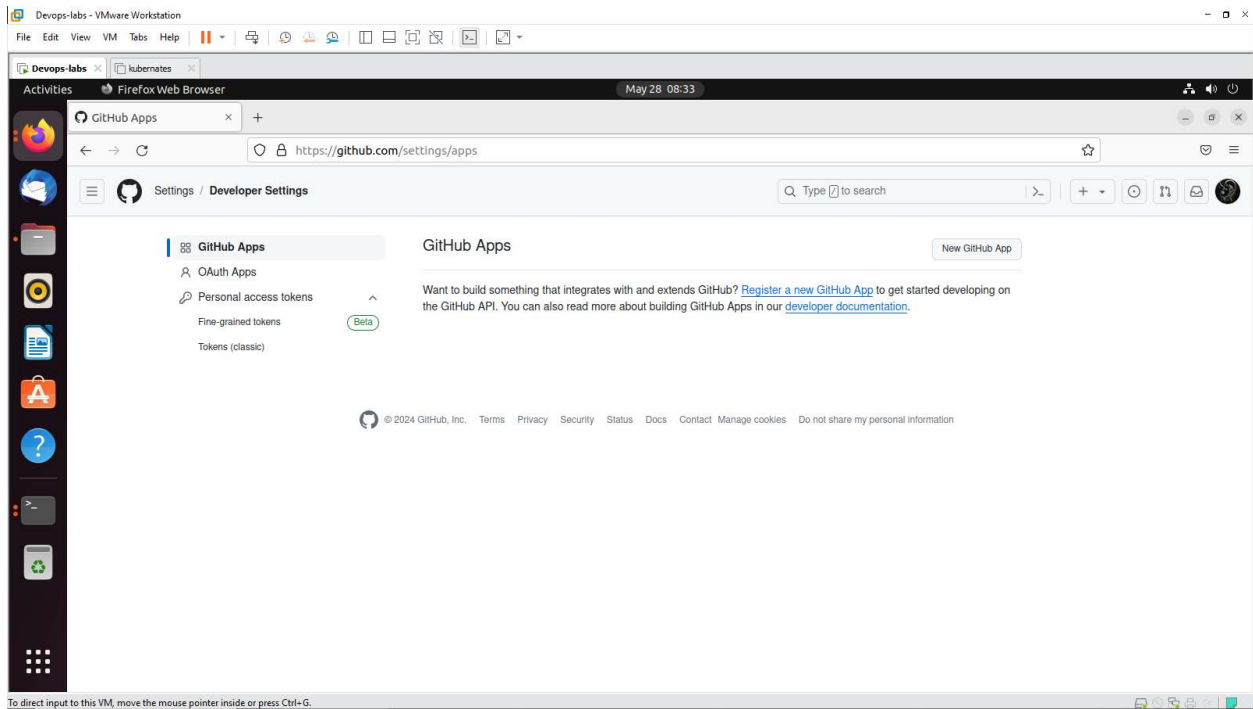 Devops-labs - VMware Workstation
File Edit View VM Tabs Help
Devops-labs kubernates
Activities Firefox Web Browser May 28 08:33
GitHub Apps
https://github.com/settings/apps
Settings / Developer Settings Type / to search
GitHub Apps
OAuth Apps
Personal access tokens
Fine-grained tokens Beta
Tokens (classic)
GitHub Apps New GitHub App
Want to build something that integrates with and extends GitHub? Register a new GitHub App to get started developing on
the GitHub API. You can also read more about building GitHub Apps in our developer documentation.
© 2024 GitHub, Inc. Terms Privacy Security Status Docs Contact Manage cookies Do not share my personal information
To direct input to this VM, move the mouse pointer inside or press Ctrl+G.